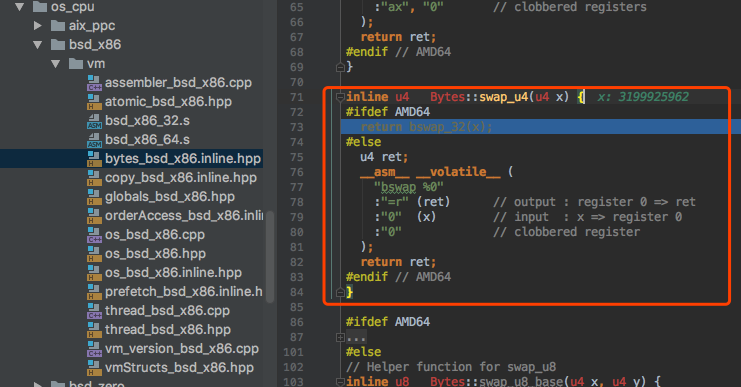 os_cpu
aix_ppc
bsd_x86
vm
assembler_bsd_x86.cpp
atomic_bsd_x86.hpp
bsd_x86_32.s
bsd_x86_64.s
bytes_bsd_x86.inline.hpp
copy_bsd_x86.inline.hpp
globals_bsd_x86.hpp
orderAccess_bsd_x86.inli
os_bsd_x86.cpp
os_bsd_x86.hpp
os_bsd_x86.inline.hpp
prefetch_bsd_x86.inline.h
thread_bsd_x86.cpp
thread_bsd_x86.hpp
vm_version_bsd_x86.cpp
vmStructs_bsd_x86.hpp
bsd_zero
65 :"ax", "0" // clobbered registers
66 );
67 return ret;
68 #endif // AMD64
69 }
70
71 inline u4 Bytes::swap_u4(u4 x) { x: 3199925962
72 #ifdef AMD64
73 return bswap_32(x);
74 #else
75 u4 ret;
76 __asm__ __volatile__ (
77 "bswap %0"
78 :"=r" (ret) // output : register 0 => ret
79 :"0" (x) // input : x => register 0
80 :"0" // clobbered register
81 );
82 return ret;
83 #endif // AMD64
84 }
85
86 #ifdef AMD64
87 ...
101 #else
102 // Helper function for swap_u8
103 inline u8 Bytes::swap_u8_base(u4 x, u4 y) {